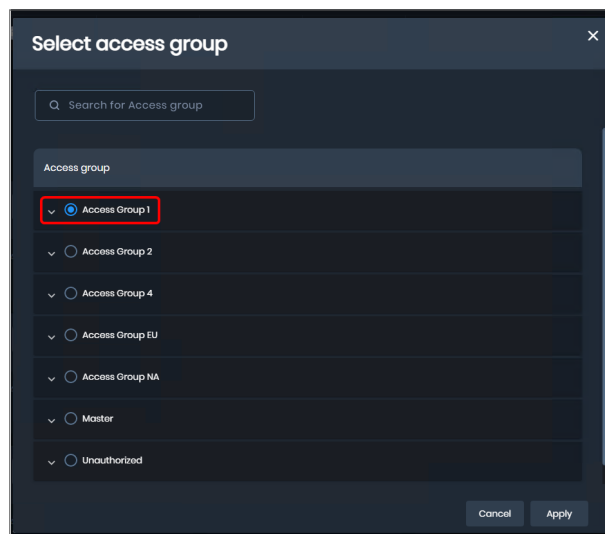 Select access group
Search for Access group
Access group
Access Group 1
Access Group 2
Access Group 4
Access Group EU
Access Group NA
Master
Unauthorized
Cancel Apply